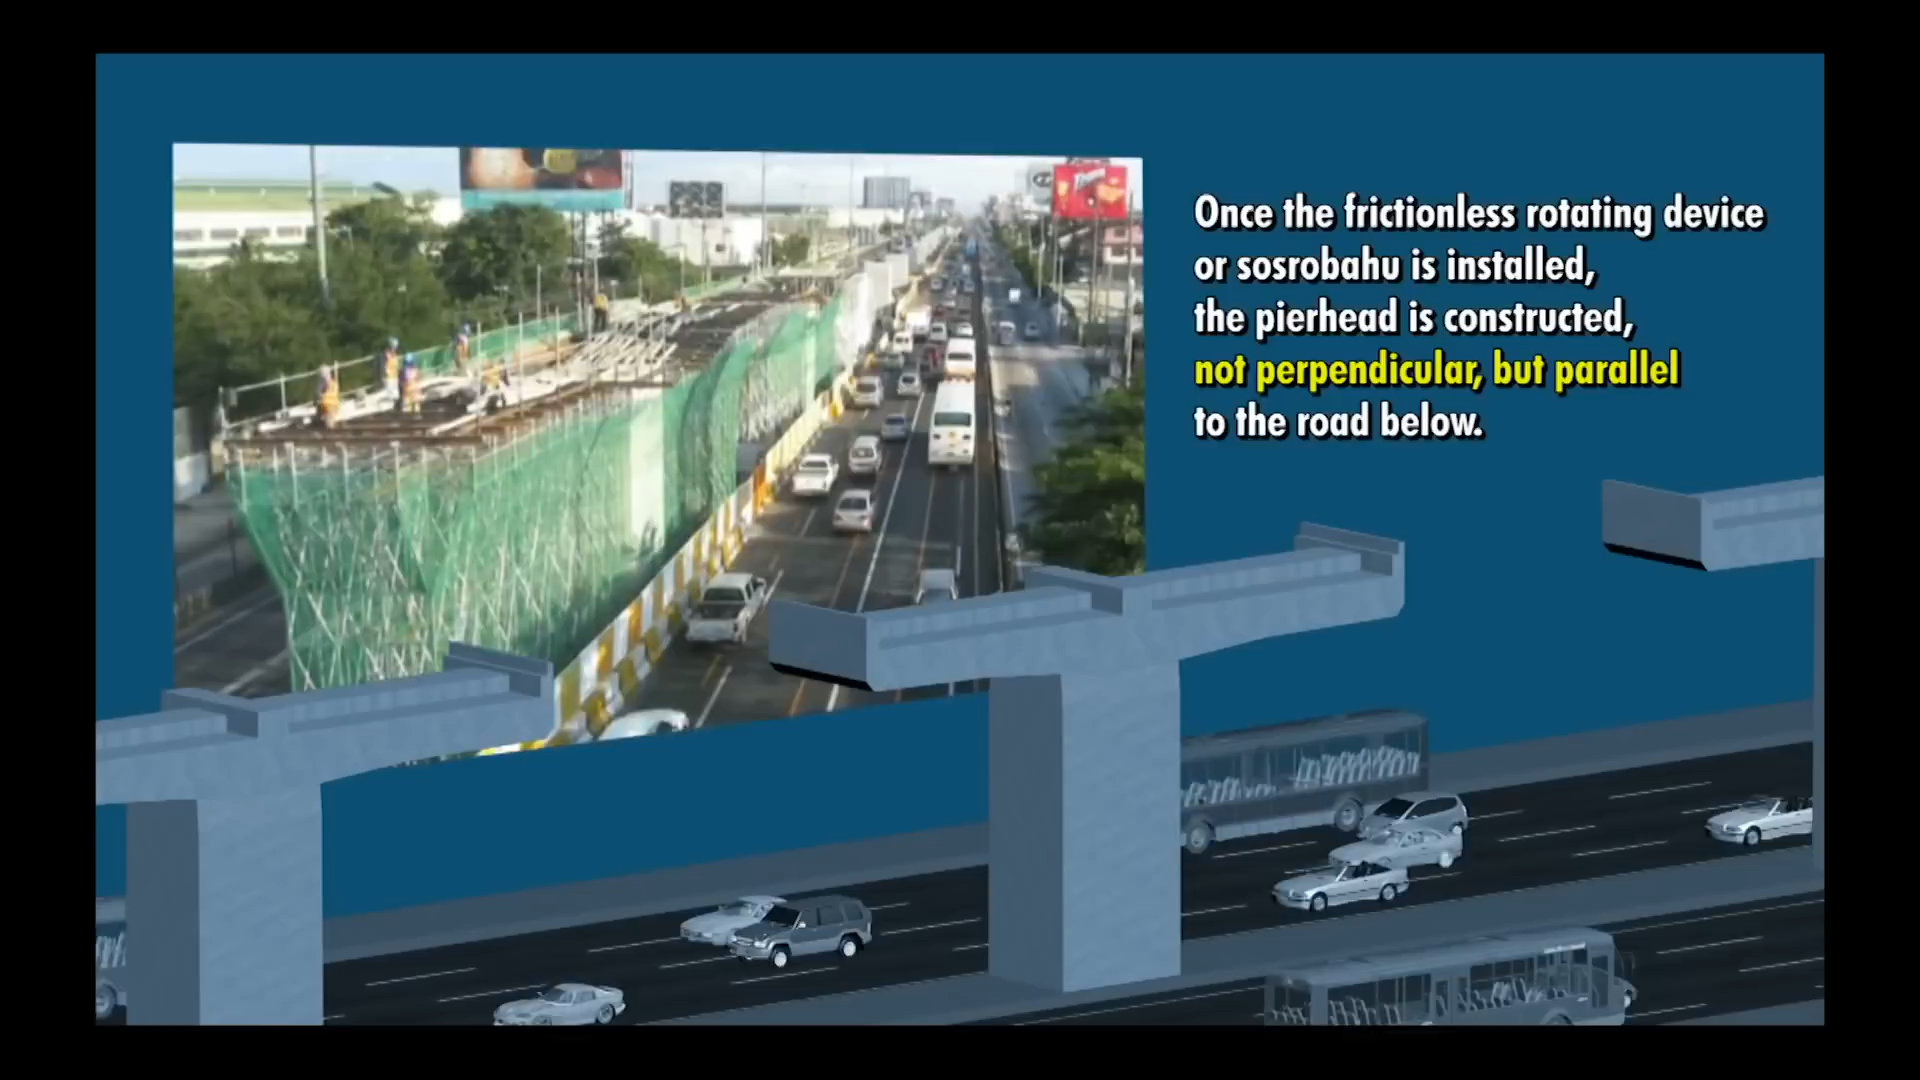 Once the frictionless rotating device
or sosrobahu is installed,
the pierhead is constructed,
not perpendicular, but parallel
to the road below.